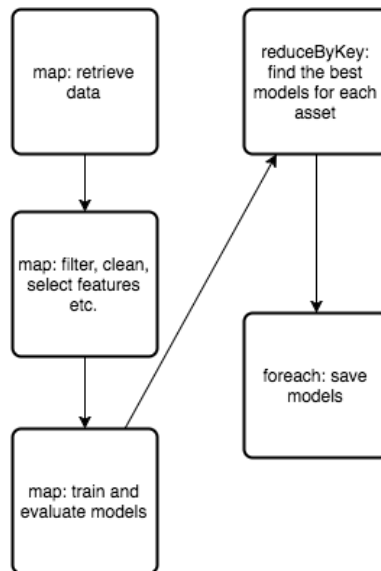 map: retrieve
data
map: filter, clean,
select features
etc.
map: train and
evaluate models
reduceByKey:
find the best
models for each
asset
foreach: save
models